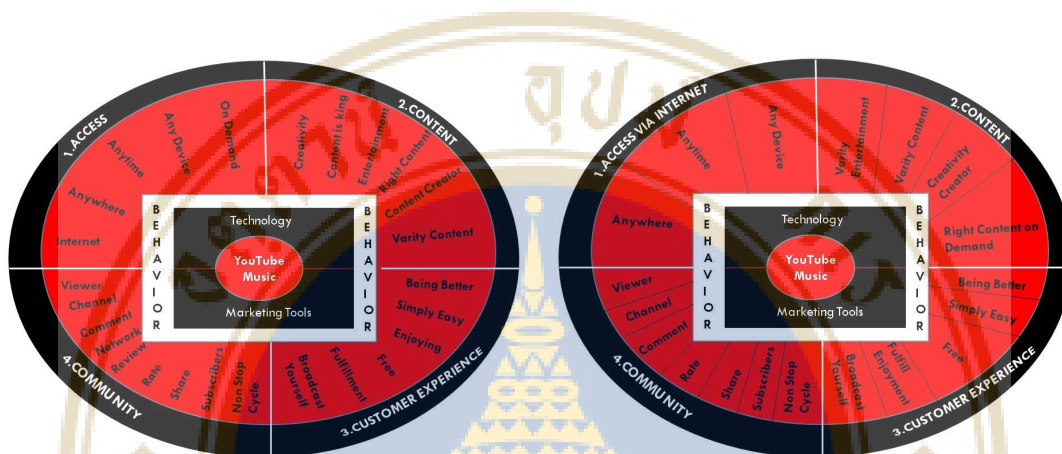 1.ACCESS
Internet
Anywhere
Anytime
Any Device
On Demand
2.CONTENT
Creativity
Content is king
Entertainment
Right Content
Content Creator
Varity Content
3.CUSTOMER EXPERIENCE
Being Better
Simply Easy
Enjoying
Free
Fulfillment
Broadcast
Yourself
4.COMMUNITY
Viewer
Channel
Comment
Network
Review
Rate
Share
Subscribers
Non Stop
Cycle
BEHAVIOR
Technology
YouTube
Music
Marketing Tools
BEHAVIOR
1.ACCESS VIA INTERNET
Anywhere
Anytime
Any Device
2.CONTENT
Varity
Entertainment
Varity Content
Creativity
Creator
Right Content on
Demand
3.CUSTOMER EXPERIENCE
Being Better
Simply Easy
Free
Fulfill
Enjoyment
Broadcast
Yourself
4.COMMUNITY
Viewer
Channel
Comment
Rate
Share
Subscribers
Non Stop
Cycle
BEHAVIOR
Technology
YouTube
Music
Marketing Tools
BEHAVIOR